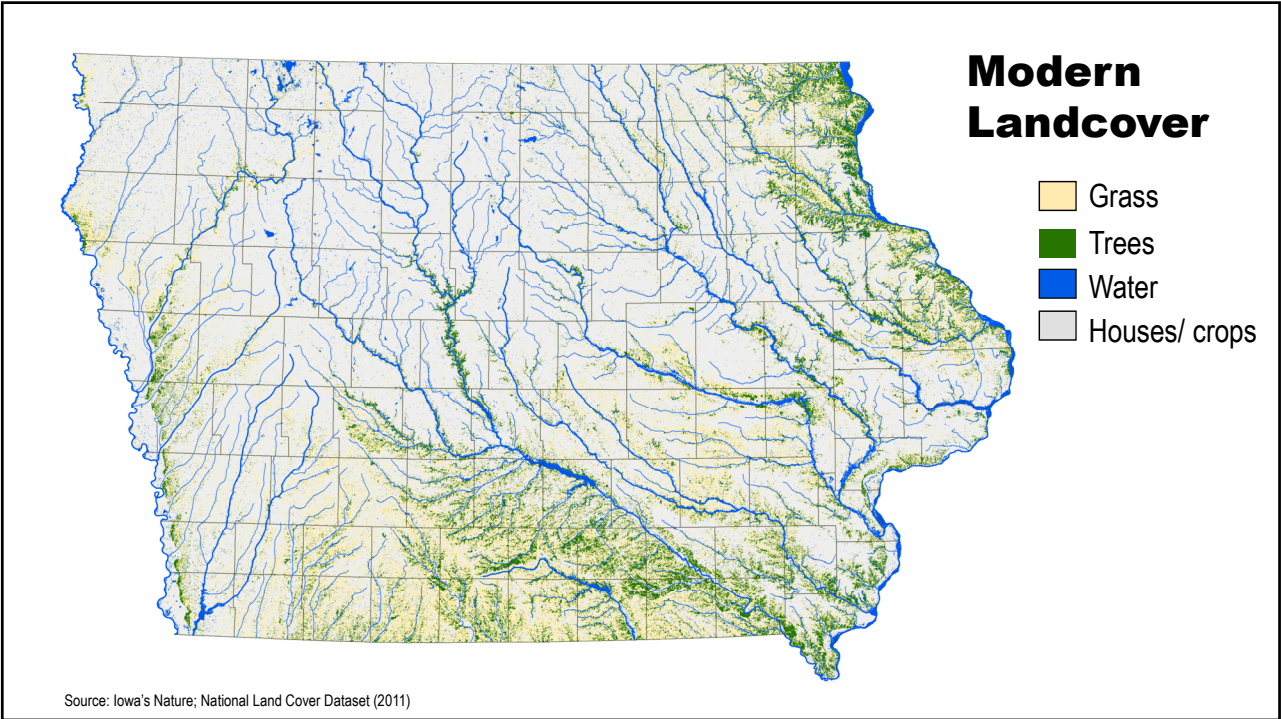 Modern
Landcover
Grass
Trees
Water
Houses/ crops
Source: Iowa's Nature; National Land Cover Dataset (2011)